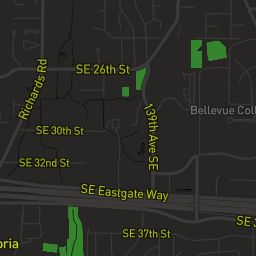 SE 26th St
Richards Rd
139th Ave SE
Bellevue Coll
SE 30th St
SE 32nd St
SE Eastgate Way
SE 3
SE 37th St
oria